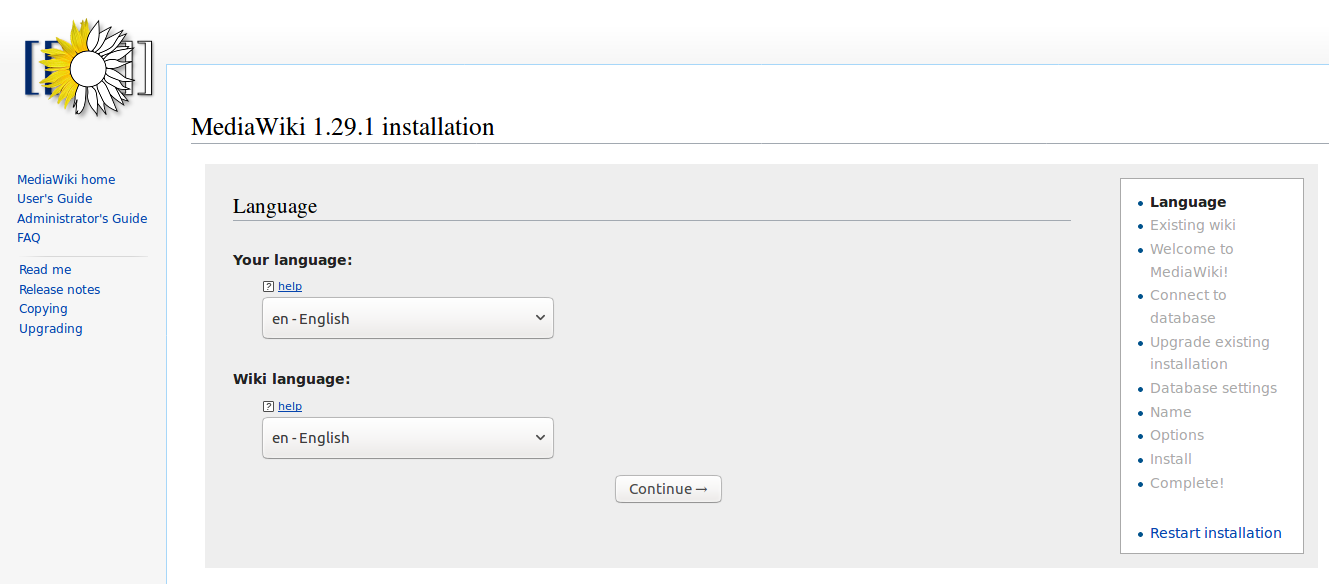 MediaWiki 1.29.1 installation
MediaWiki home
User's Guide
Administrator's Guide
FAQ
Read me
Release notes
Copying
Upgrading
Language
Your language:
? help
en - English
Wiki language:
? help
en - English
Continue →
Language
Existing wiki
Welcome to
MediaWiki!
Connect to
database
Upgrade existing
installation
Database settings
Name
Options
Install
Complete!
Restart installation